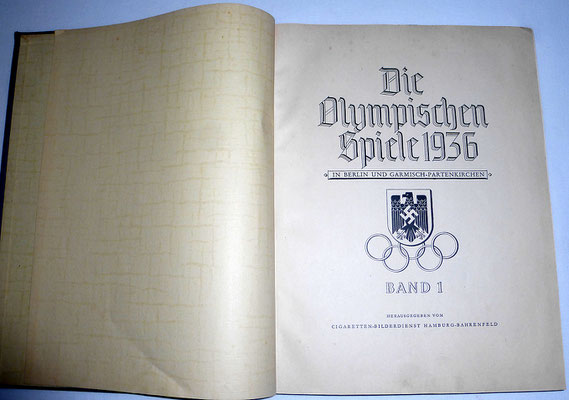 Die
Olympischen
Spiele 1936
IN BERLIN UND GARMISCH-PARTENKIRCHEN
BAND 1
HERAUSGEGEBEN VOM
CIGARETTEN-BILDERDIENST HAMBURG-BAHRENFELD